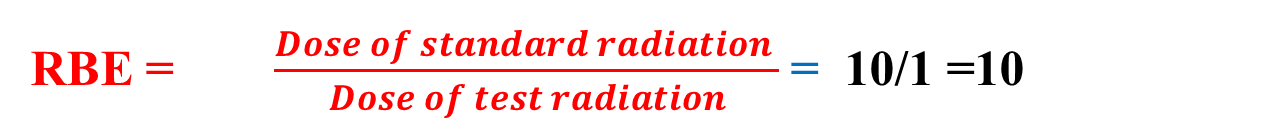 RBE = Dose of standard radiation / Dose of test radiation = 10/1 =10